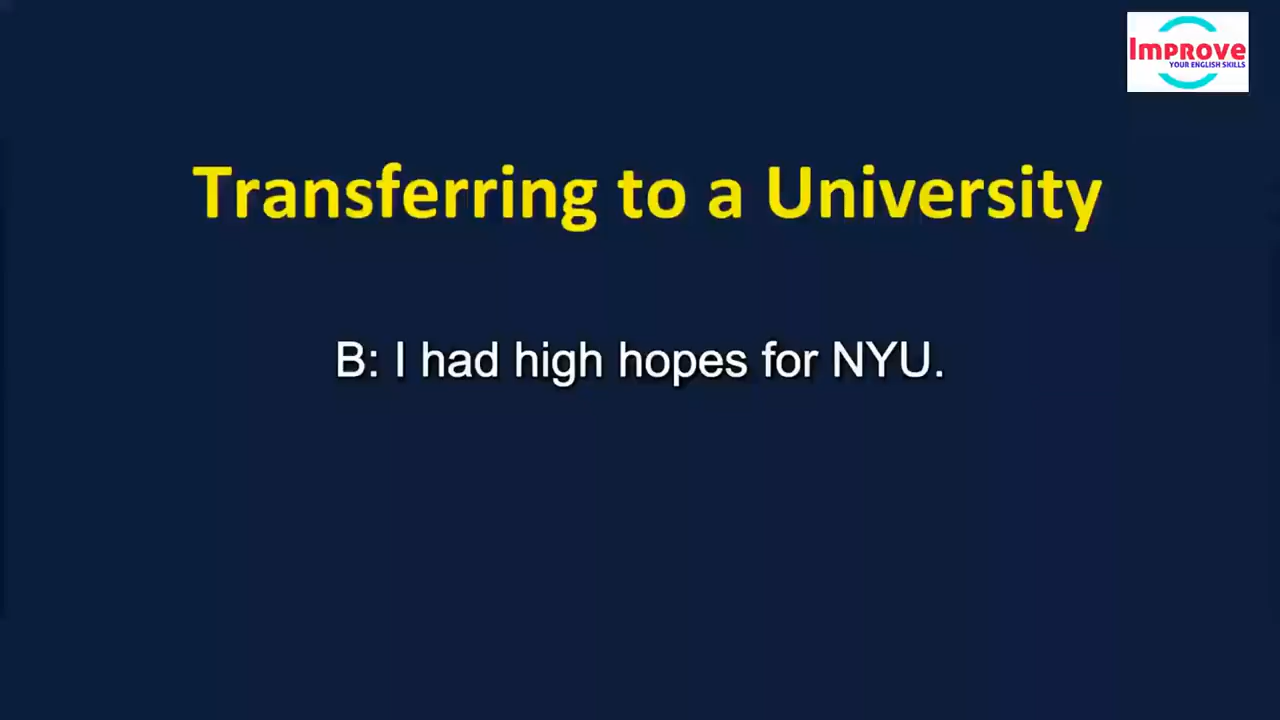 Improve
YOUR ENGLISH SKILLS
Transferring to a University
B: I had high hopes for NYU.